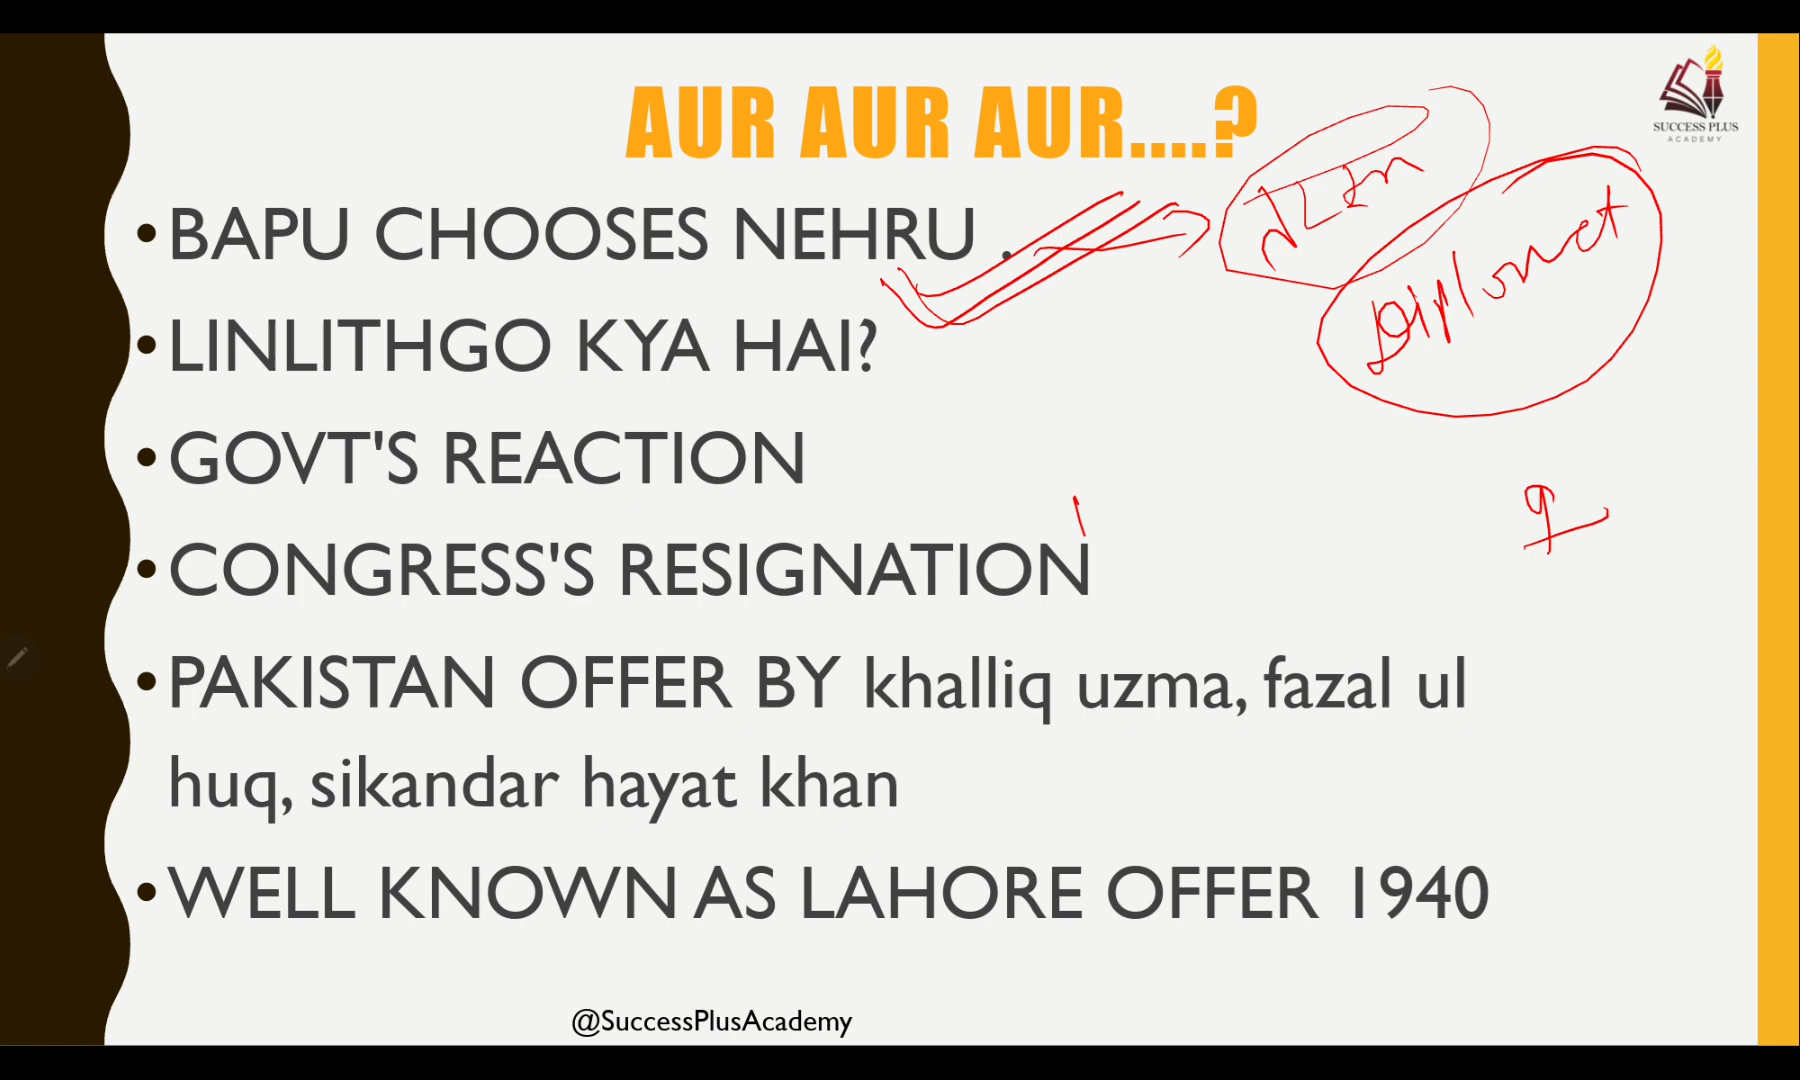 SUCCESS PLUS
ACADEMY
AUR AUR AUR....?
• BAPU CHOOSES NEHRU .
Diplomat
• LINLITHGO KYA HAI?
• GOVT'S REACTION
• CONGRESS'S RESIGNATION
• PAKISTAN OFFER BY khalliq uzma, fazal ul
huq, sikandar hayat khan
• WELL KNOWN AS LAHORE OFFER 1940
@SuccessPlusAcademy